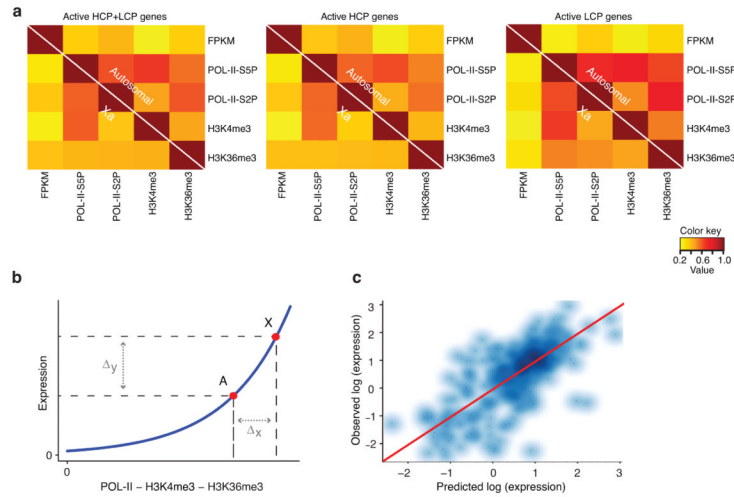 a
Active HCP+LCP genes
Active HCP genes
Active LCP genes
FPKM
POL-II-S5P
POL-II-S2P
H3K4me3
H3K36me3
Autosomal
Xa
FPKM
POL-II-S5P
POL-II-S2P
H3K4me3
H3K36me3
FPKM
POL-II-S5P
POL-II-S2P
H3K4me3
H3K36me3
Autosomal
Xa
FPKM
POL-II-S5P
POL-II-S2P
H3K4me3
H3K36me3
FPKM
POL-II-S5P
POL-II-S2P
H3K4me3
H3K36me3
Autosomal
Xa
FPKM
POL-II-S5P
POL-II-S2P
H3K4me3
H3K36me3
Color key
0.2 0.6 1.0
Value
b
Expression
X
Δy
A
Δx
0
0
POL-II – H3K4me3 – H3K36me3
c
Observed log (expression)
3
2
1
0
-1
-2
−2 −1 0 1 2 3
Predicted log (expression)